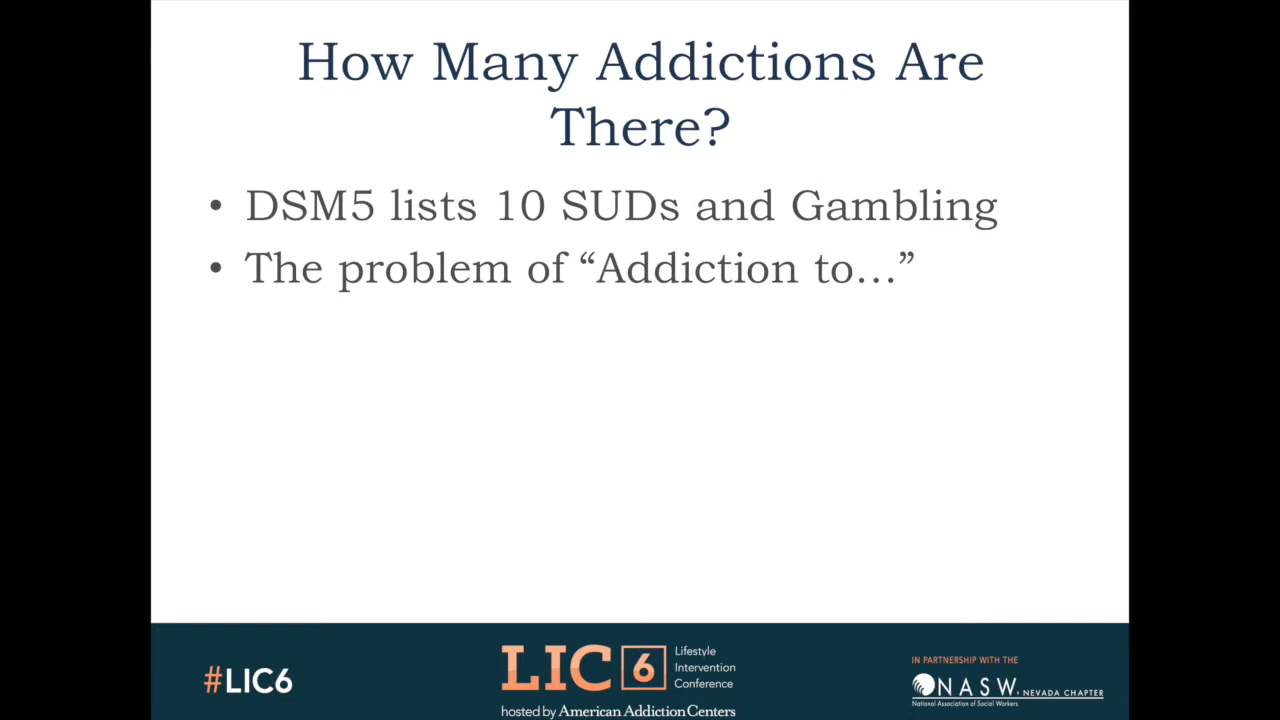 How Many Addictions Are
There?
• DSM5 lists 10 SUDs and Gambling
• The problem of “Addiction to...”
#LIC6
LIC 6
Lifestyle
Intervention
Conference
hosted by American Addiction Centers
IN PARTNERSHIP WITH THE
NASW, NEVADA CHAPTER
National Association of Social Workers